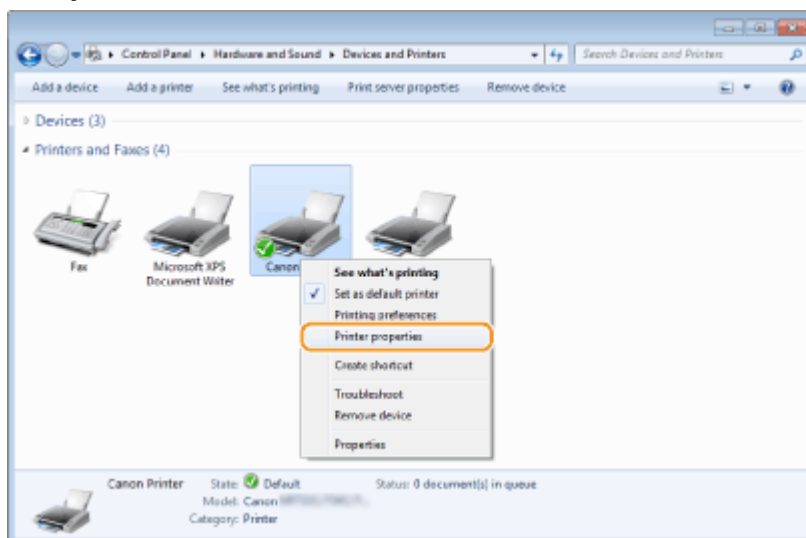 Control Panel Hardware and Sound Devices and Printers Search Devices and Printers
Add a device Add a printer See what's printing Print server properties Remove device
Devices (3)
Printers and Faxes (4)
Fax
Microsoft XPS
Document Writer
Canon
See what's printing
Set as default printer
Printing preferences
Printer properties
Create shortcut
Troubleshoot
Remove device
Properties
Canon Printer State: Default Status: 0 document(s) in queue
Model: Canon
Category: Printer